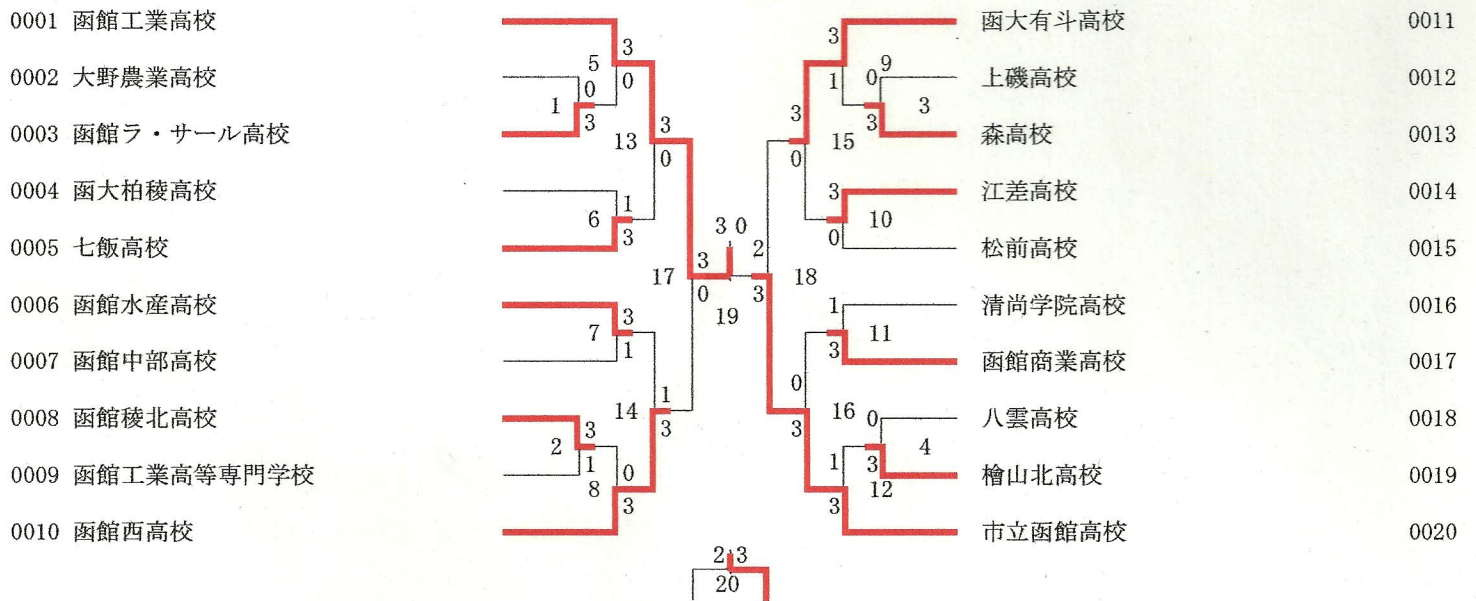 0001 函館工業高校
0002 大野農業高校
0003 函館ラ・サール高校
0004 函大柏稜高校
0005 七飯高校
0006 函館水産高校
0007 函館中部高校
0008 函館稜北高校
0009 函館工業高等専門学校
0010 函館西高校
5 3
0
0
1
3
13 3
0
1
6
3
3
7
1
3
2
1
0
8
3
1
14
3
17 3
0
3 0
19
2
18
3
3
9
1
0
3
3
3
15
0
3
10
0
1
11
3
0
16
3
0
4
3
1
12
3
函大有斗高校 0011
上磯高校 0012
森高校 0013
江差高校 0014
松前高校 0015
清尚学院高校 0016
函館商業高校 0017
八雲高校 0018
檜山北高校 0019
市立函館高校 0020
2 3
20